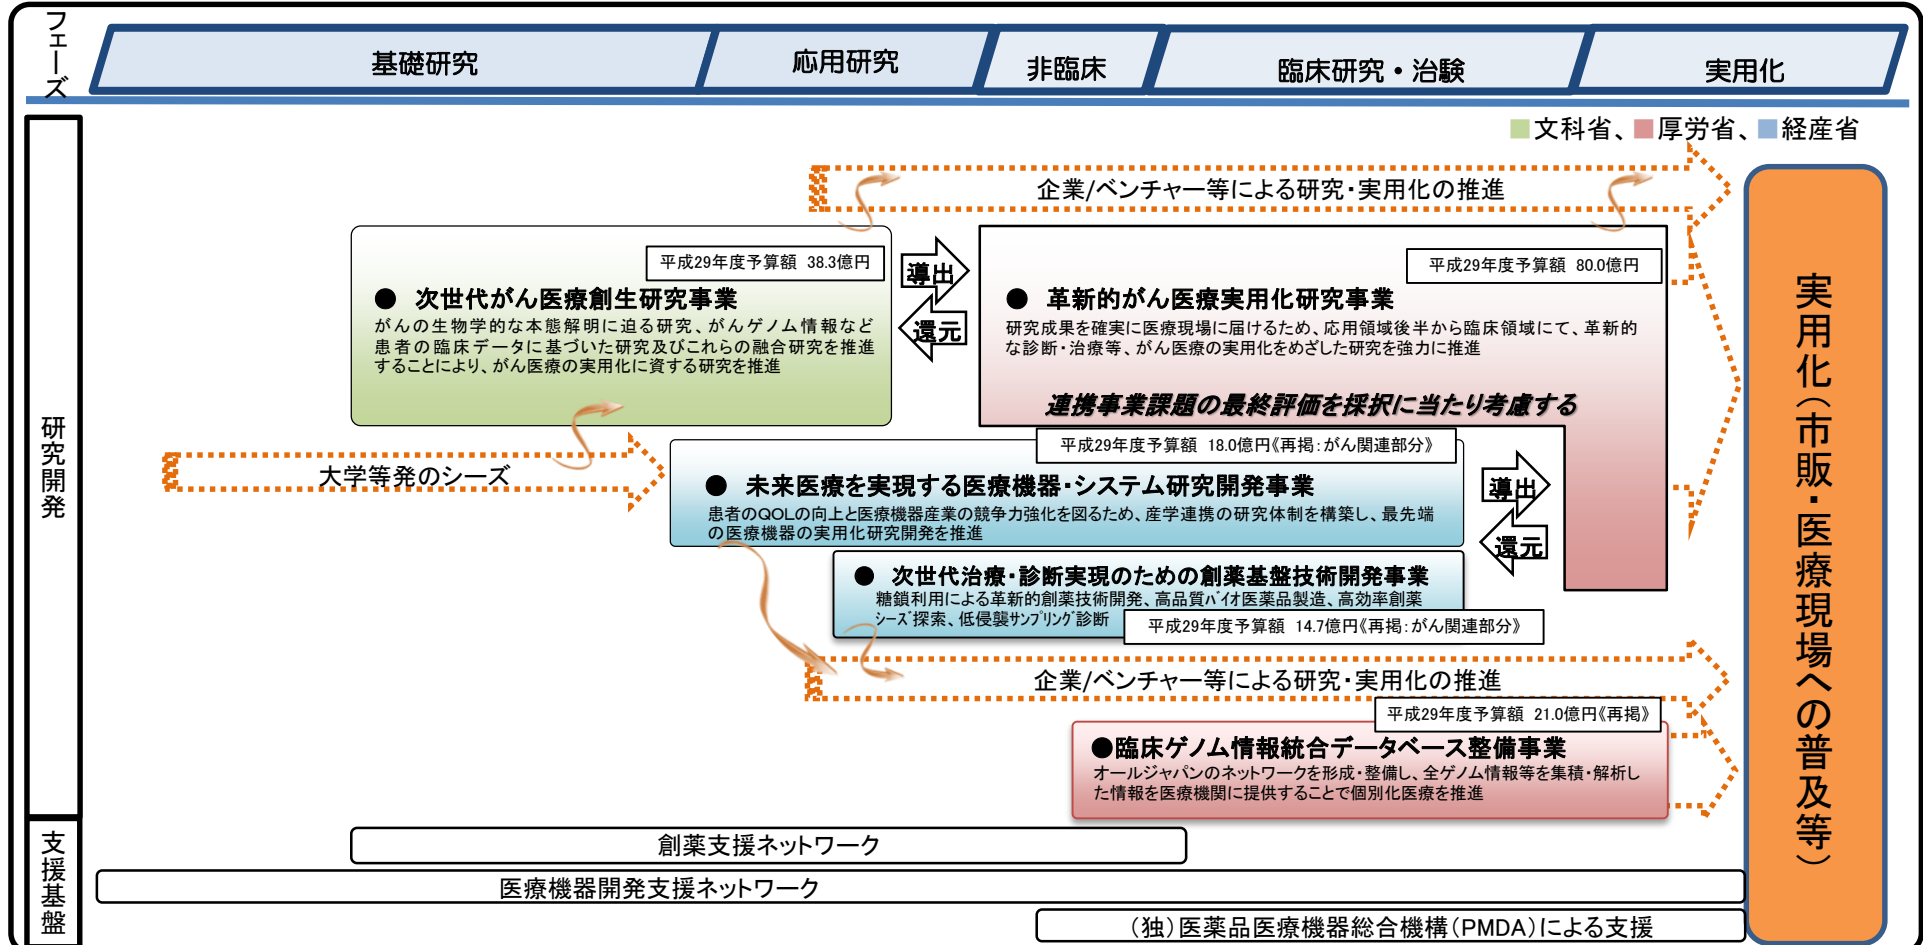 フェーズ
基礎研究
応用研究
非臨床
臨床研究・治験
実用化
文科省、厚労省、経産省
企業/ベンチャー等による研究・実用化の推進
平成29年度予算額 38.3億円
● 次世代がん医療創生研究事業
がんの生物学的な本態解明に迫る研究、がんゲノム情報など
患者の臨床データに基づいた研究及びこれらの融合研究を推進
することにより、がん医療の実用化に資する研究を推進
導出
還元
平成29年度予算額 80.0億円
● 革新的がん医療実用化研究事業
研究成果を確実に医療現場に届けるため、応用領域後半から臨床領域にて、革新的
な診断・治療等、がん医療の実用化をめざした研究を強力に推進
連携事業課題の最終評価を採択に当たり考慮する
研究開発
大学等発のシーズ
平成29年度予算額 18.0億円《再掲：がん関連部分》
● 未来医療を実現する医療機器・システム研究開発事業
患者のQOLの向上と医療機器産業の競争力強化を図るため、産学連携の研究体制を構築し、最先端
の医療機器の実用化研究開発を推進
導出
還元
● 次世代治療・診断実現のための創薬基盤技術開発事業
糖鎖利用による革新的創薬技術開発、高品質ﾊﾞｲｵ医薬品製造、高効率創薬
ｼｰｽﾞ探索、低侵襲ｻﾝﾌﾟﾘﾝｸﾞ診断
平成29年度予算額 14.7億円《再掲：がん関連部分》
企業/ベンチャー等による研究・実用化の推進
平成29年度予算額 21.0億円《再掲》
●臨床ゲノム情報統合データベース整備事業
オールジャパンのネットワークを形成・整備し、全ゲノム情報等を集積・解析し
た情報を医療機関に提供することで個別化医療を推進
実用化（市販・医療現場への普及等）
支援基盤
創薬支援ネットワーク
医療機器開発支援ネットワーク
（独）医薬品医療機器総合機構（PMDA）による支援